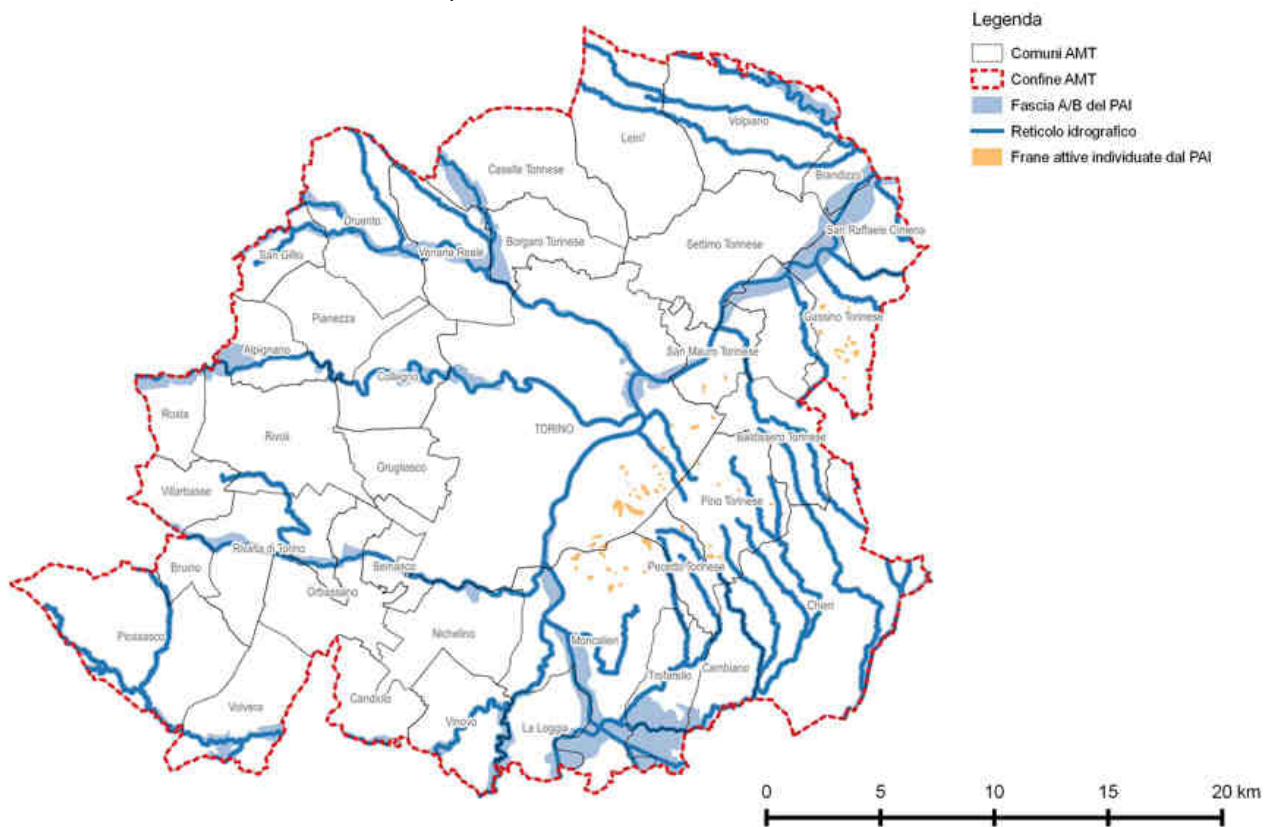 Legenda
Comuni AMT
Confine AMT
Fascia A/B del PAI
Reticolo idrografico
Frane attive individuate dal PAI
Volpiano
Leinì
Caselle Torinese
Brandizzo
Druento
San Raffaele Cimena
Settimo Torinese
Borgaro Torinese
Venaria Reale
San Gillio
Pianezza
Gassino Torinese
San Mauro Torinese
Alpignano
Collegno
Rosta
TORINO
Baldissero Torinese
Rivoli
Grugliasco
Villarbasse
Pino Torinese
Rivalta di Torino
Bruino
Beinasco
Pecetto Torinese
Orbassano
Chieri
Piossasco
Nichelino
Moncalieri
Cambiano
Trofarello
Candiolo
Volvera
Vinovo
La Loggia
0 5 10 15 20 km